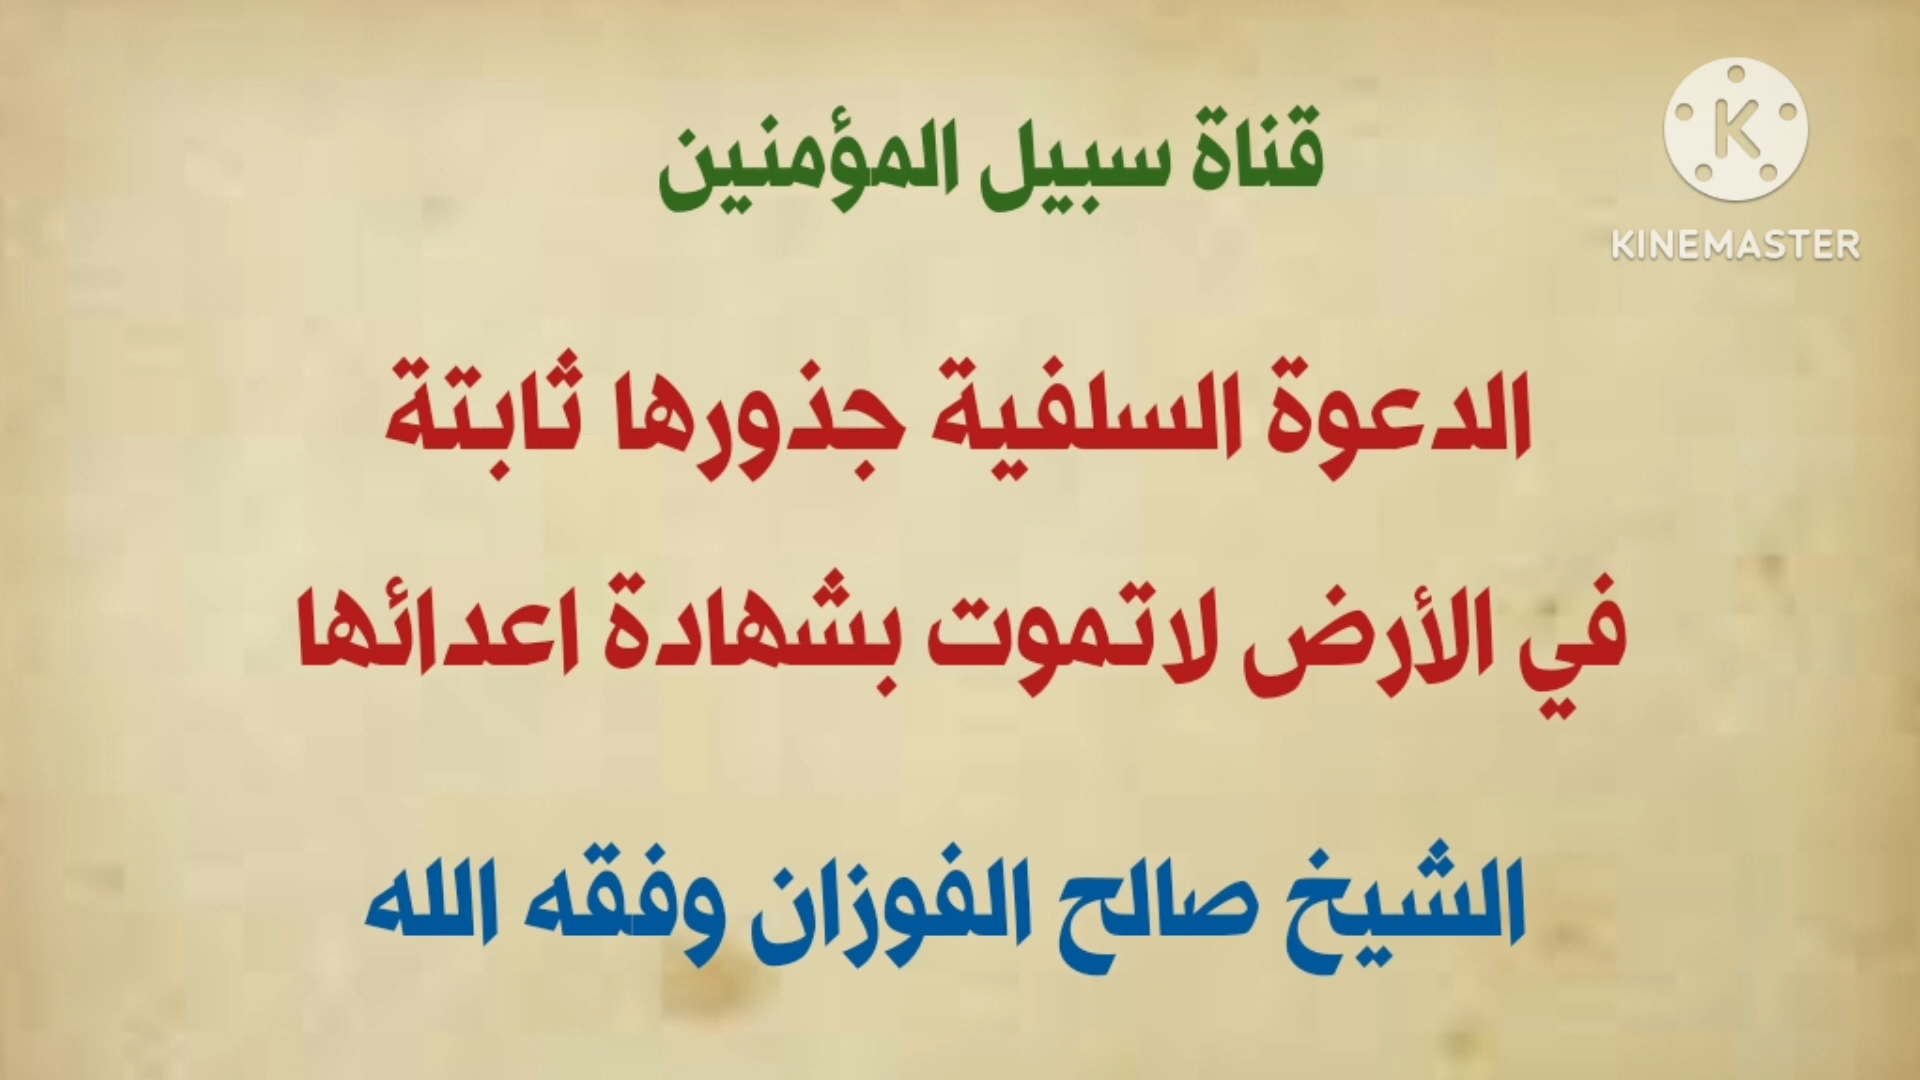 قناة سبيل المؤمنين
KINEMASTER
الدعوة السلفية جذورها ثابتة
في الأرض لاتموت بشهادة اعدائها
الشيخ صالح الفوزان وفقه الله